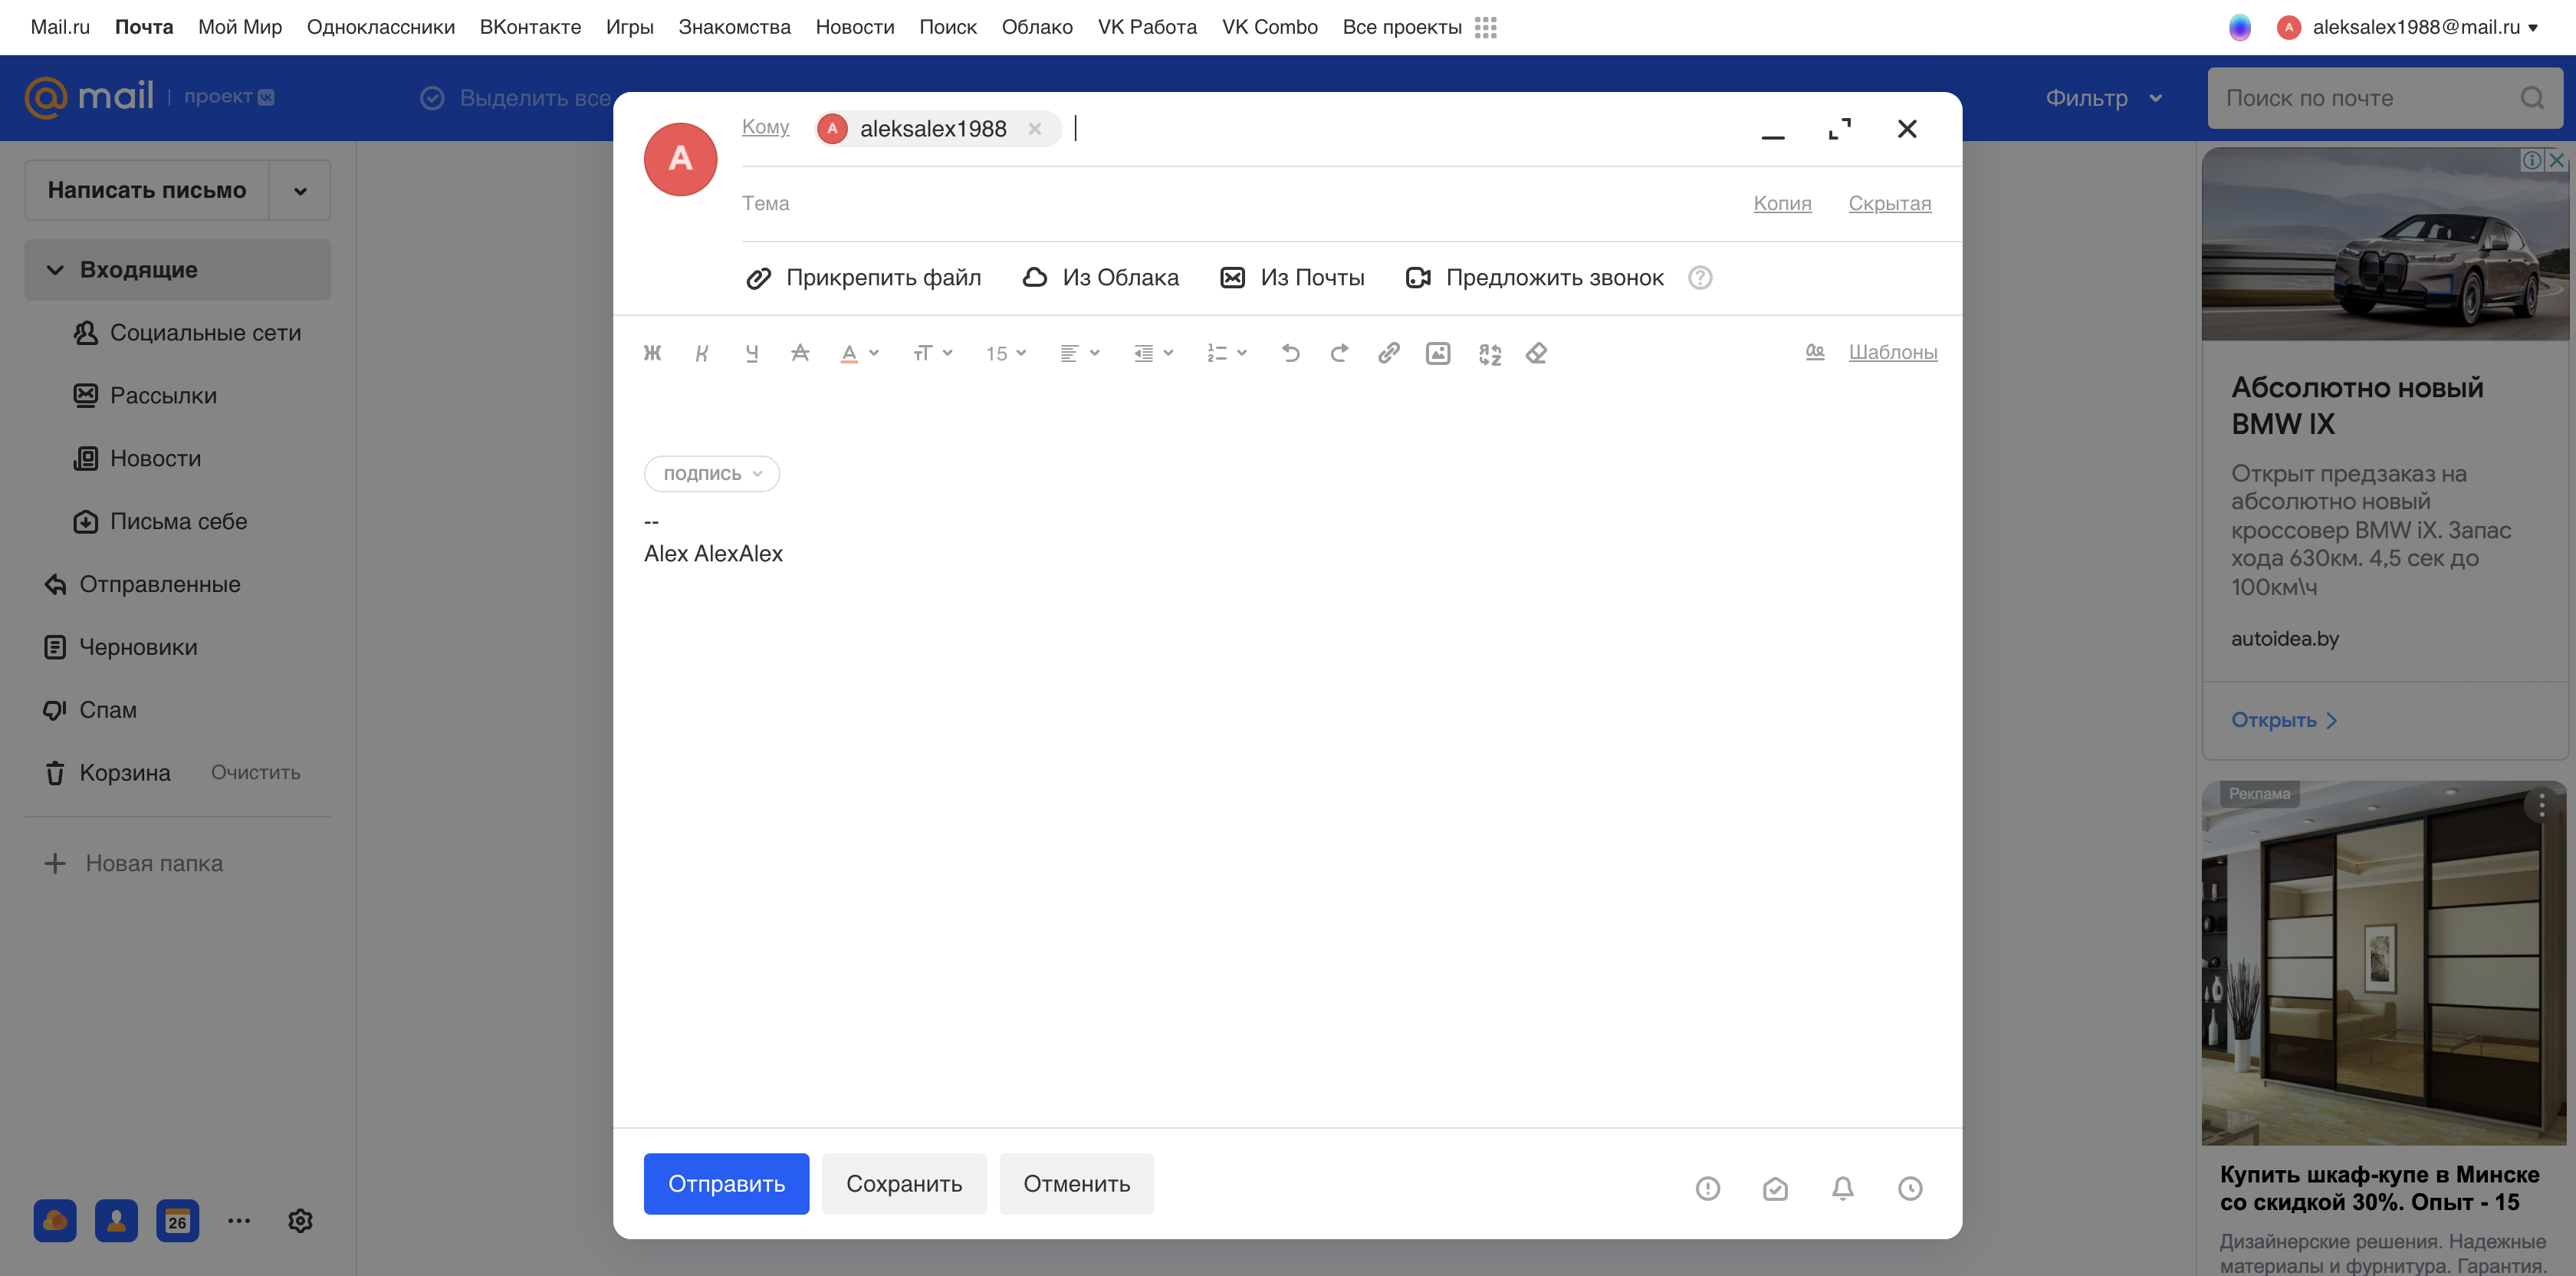 Mail.ru Почта Мой Мир Одноклассники ВКонтакте Игры Знакомства Новости Поиск Облако VK Работа VK Combo Все проекты
A aleksalex1988@mail.ru
@mail проект
Выделить все
Фильтр
Поиск по почте
Написать письмо
Входящие
Социальные сети
Рассылки
Новости
Письма себе
Отправленные
Черновики
Спам
Корзина Очистить
Новая папка
26
A
Кому A aleksalex1988
Тема Копия Скрытая
Прикрепить файл Из Облака Из Почты Предложить звонок ?
Ж К Ч А А тТ 15 Шаблоны
ПОДПИСЬ
--
Alex AlexAlex
Отправить Сохранить Отменить
Абсолютно новый
BMW IX
Открыт предзаказ на
абсолютно новый
кроссовер BMW iX. Запас
хода 630км. 4,5 сек до
100км\ч
autoidea.by
Открыть
Реклама
Купить шкаф-купе в Минске
со скидкой 30%. Опыт - 15
Дизайнерские решения. Надежные
материалы и фурнитура. Гарантия.